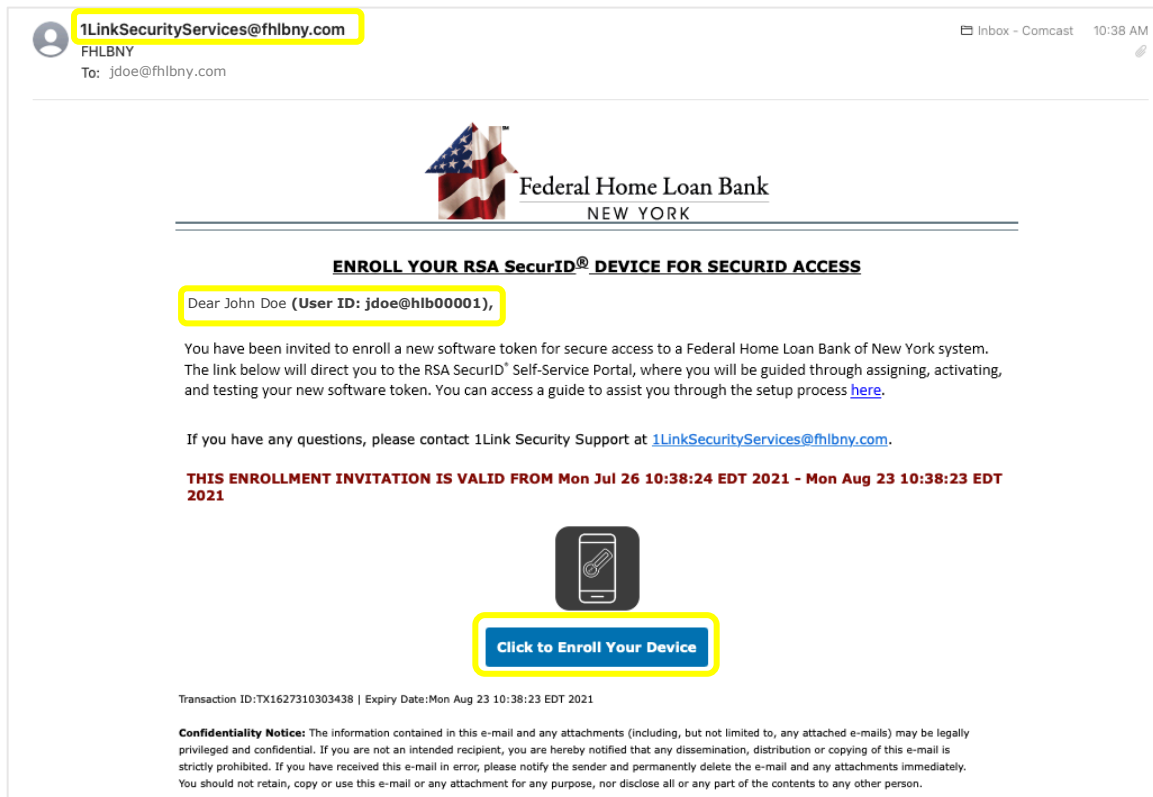 1LinkSecurityServices@fhlbny.com
Inbox - Comcast 10:38 AM
FHLBNY
To: jdoe@fhlbny.com
™
Federal Home Loan Bank
NEW YORK
ENROLL YOUR RSA SecurID® DEVICE FOR SECURID ACCESS
Dear John Doe (User ID: jdoe@hlb00001),
You have been invited to enroll a new software token for secure access to a Federal Home Loan Bank of New York system.
The link below will direct you to the RSA SecurID® Self-Service Portal, where you will be guided through assigning, activating,
and testing your new software token. You can access a guide to assist you through the setup process here.
If you have any questions, please contact 1Link Security Support at 1LinkSecurityServices@fhlbny.com.
THIS ENROLLMENT INVITATION IS VALID FROM Mon Jul 26 10:38:24 EDT 2021 - Mon Aug 23 10:38:23 EDT
2021
Click to Enroll Your Device
Transaction ID:TX1627310303438 | Expiry Date:Mon Aug 23 10:38:23 EDT 2021
Confidentiality Notice: The information contained in this e-mail and any attachments (including, but not limited to, any attached e-mails) may be legally
privileged and confidential. If you are not an intended recipient, you are hereby notified that any dissemination, distribution or copying of this e-mail is
strictly prohibited. If you have received this e-mail in error, please notify the sender and permanently delete the e-mail and any attachments immediately.
You should not retain, copy or use this e-mail or any attachment for any purpose, nor disclose all or any part of the contents to any other person.